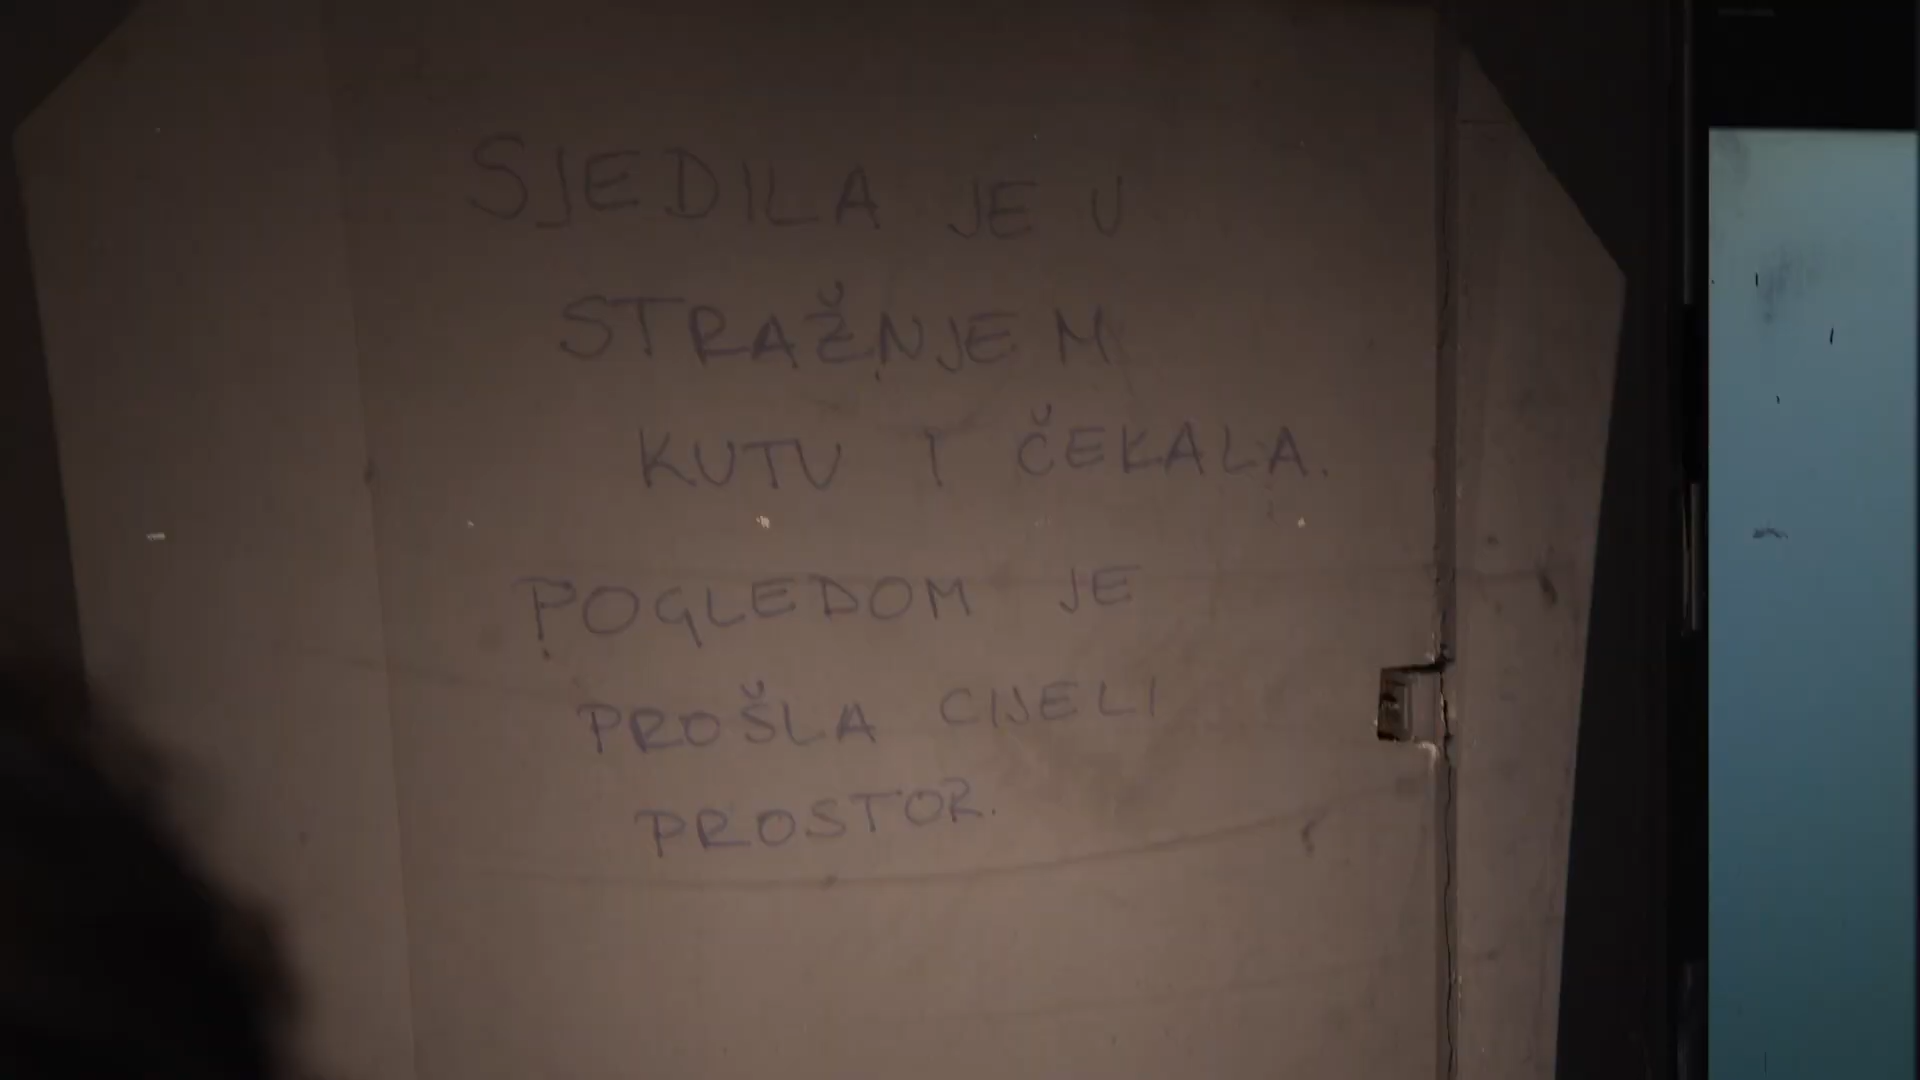 SJEDILA JE U
STRAŽNJEM
KUTU I ČEKALA.
POGLEDOM JE
PROŠLA CIJELI
PROSTOR.